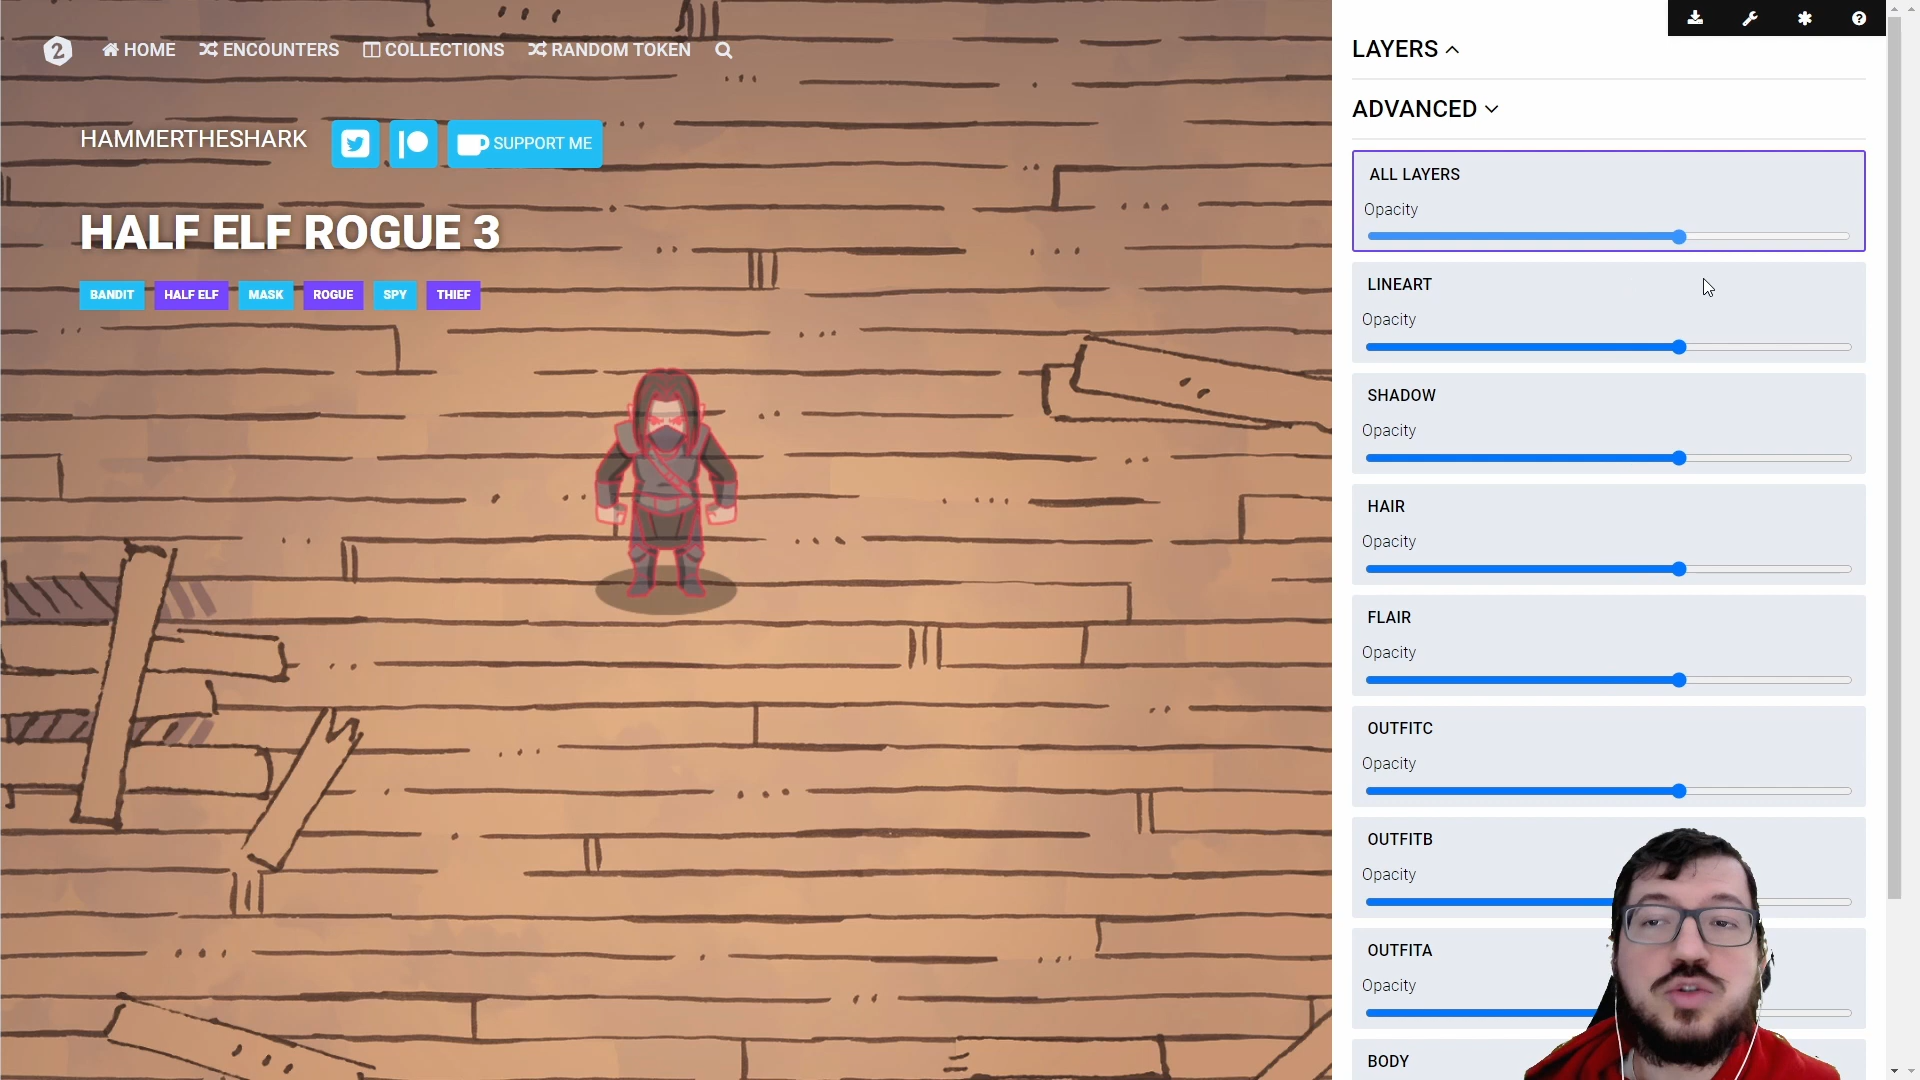 2 HOME ENCOUNTERS COLLECTIONS RANDOM TOKEN
HAMMERTHESHARK SUPPORT ME
HALF ELF ROGUE 3
BANDIT HALF ELF MASK ROGUE SPY THIEF
LAYERS
ADVANCED
ALL LAYERS
Opacity
LINEART
Opacity
SHADOW
Opacity
HAIR
Opacity
FLAIR
Opacity
OUTFITC
Opacity
OUTFITB
Opacity
OUTFITA
Opacity
BODY